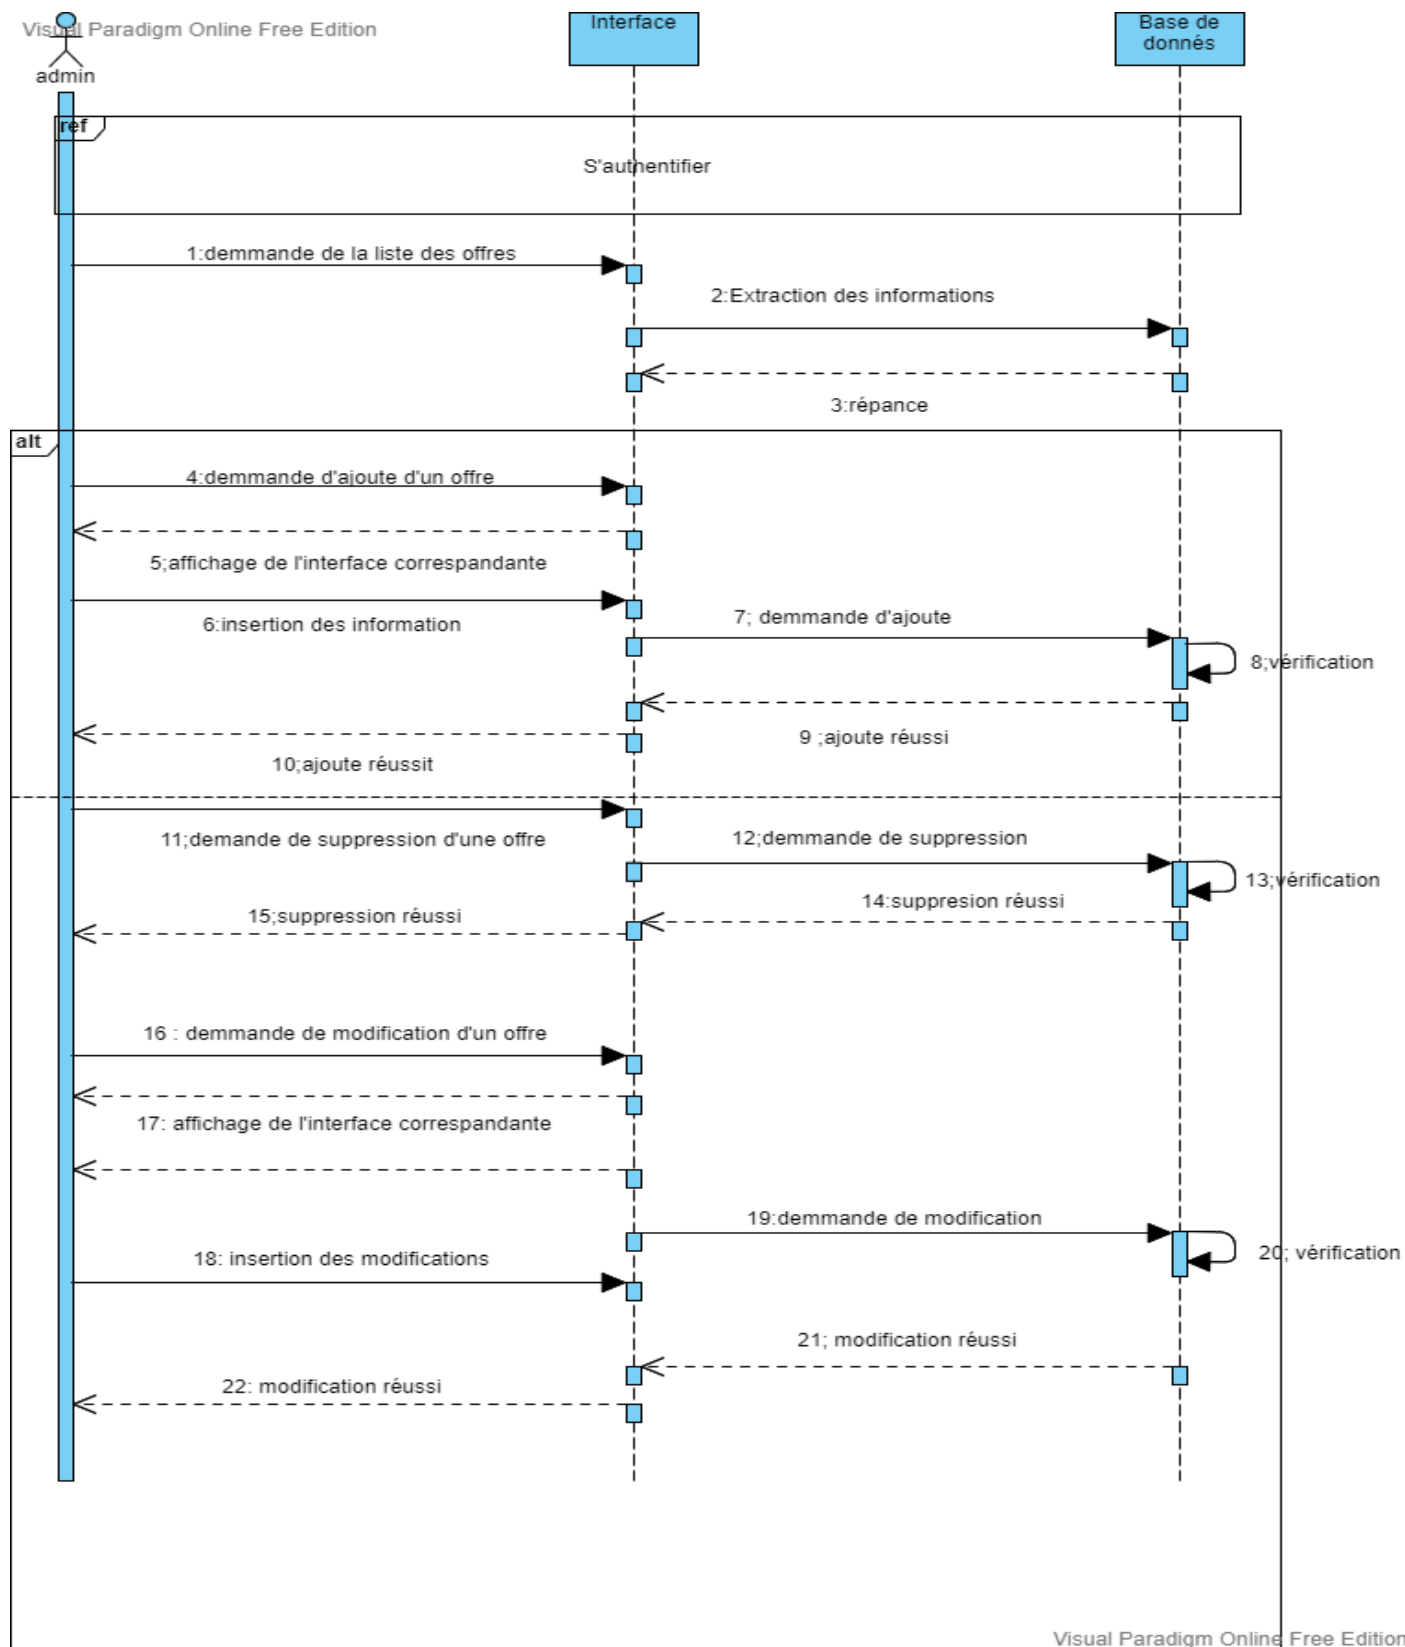 Visual Paradigm Online Free Edition
admin
Interface
Base de
donnés
ref
S'authentifier
1:demmande de la liste des offres
2:Extraction des informations
3:répance
alt
4:demmande d'ajoute d'un offre
5;affichage de l'interface correspandante
6:insertion des information
7; demmande d'ajoute
8;vérification
9 ;ajoute réussi
10;ajoute réussit
11;demande de suppression d'une offre
12;demmande de suppression
13;vérification
14:suppresion réussi
15;suppression réussi
16 : demmande de modification d'un offre
17: affichage de l'interface correspandante
19:demmande de modification
18: insertion des modifications
20; vérification
21; modification réussi
22: modification réussi
Visual Paradigm Online Free Edition